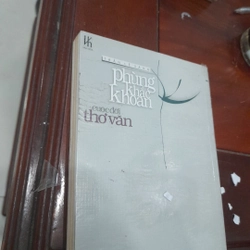 phùng
khắc
khoan
cuộc đời
thơ văn